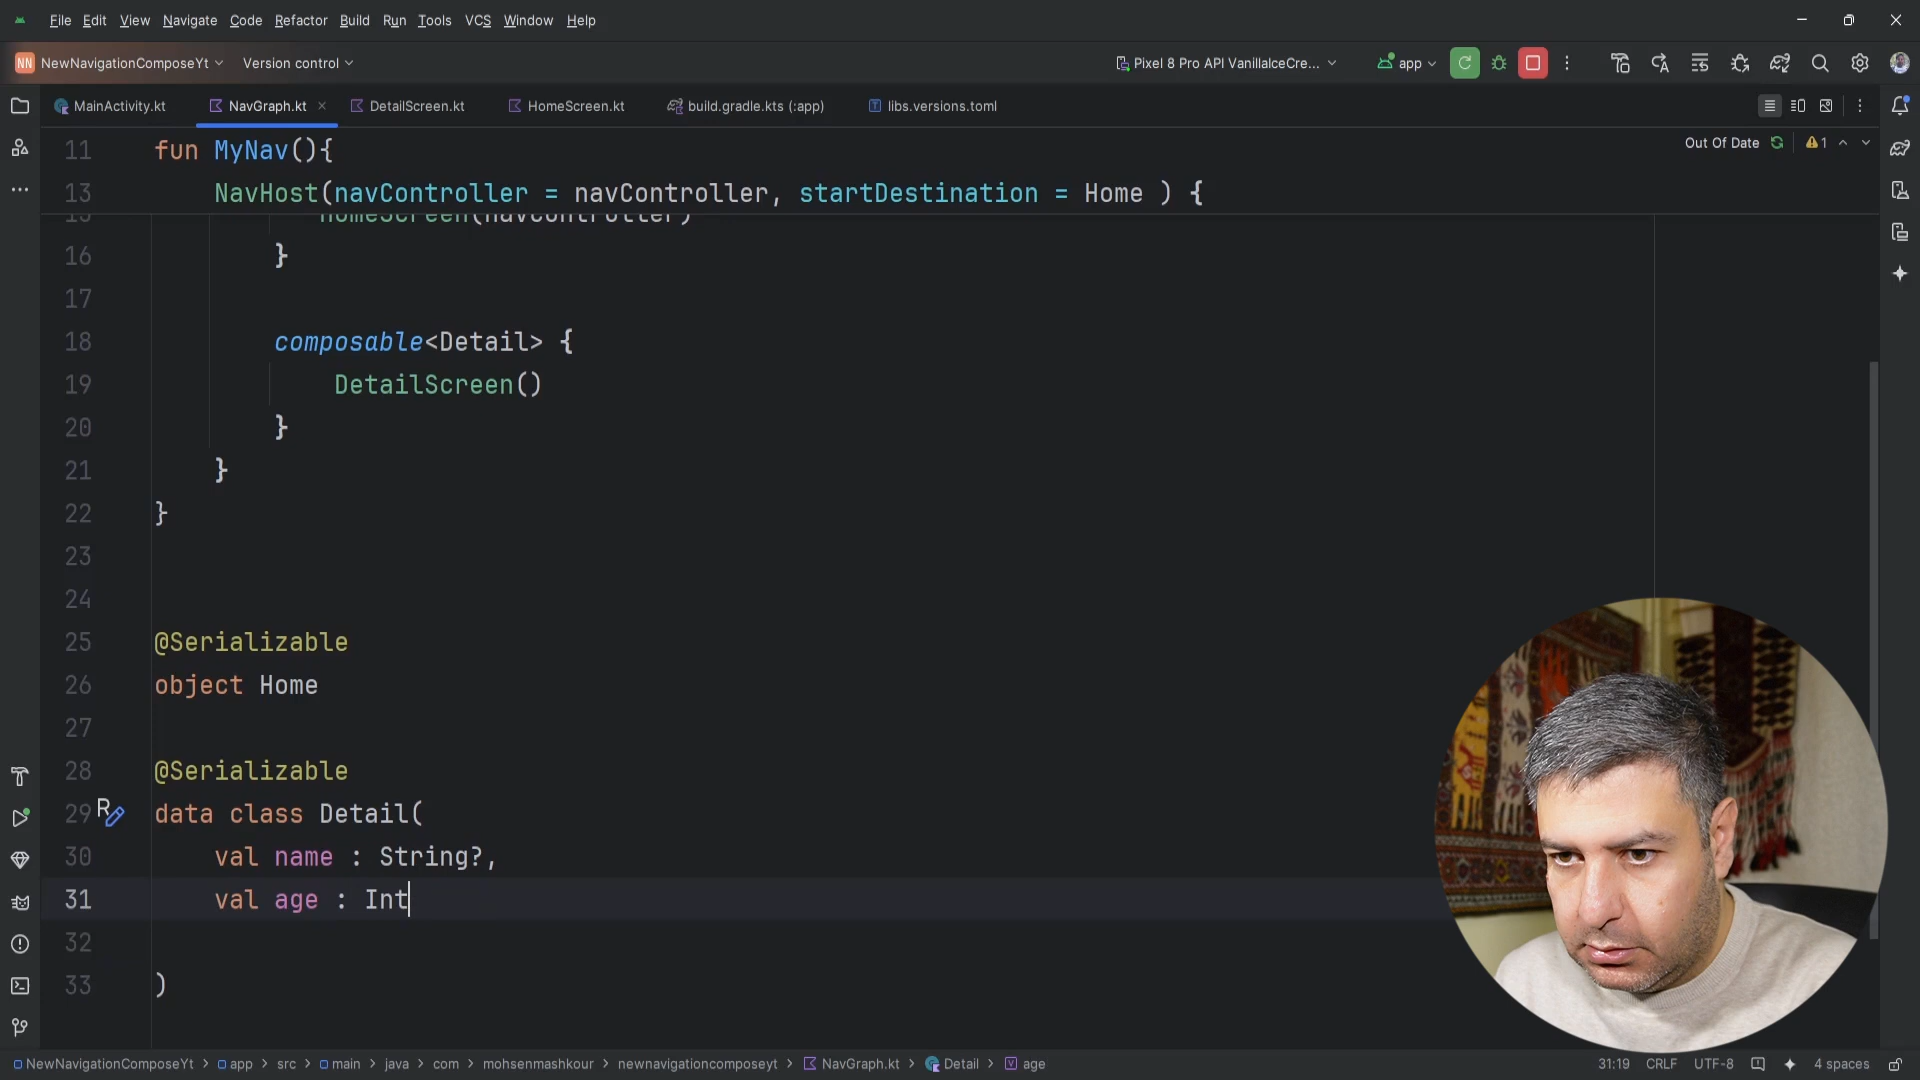 File Edit View Navigate Code Refactor Build Run Tools VCS Window Help
NN NewNavigationComposeYt Version control Pixel 8 Pro API VanillaIceCre... app
MainActivity.kt NavGraph.kt DetailScreen.kt HomeScreen.kt build.gradle.kts (:app) libs.versions.toml
Out Of Date 1
11 fun MyNav(){
13 NavHost(navController = navController, startDestination = Home ) {
15 HomeScreen(navController)
16 }
17
18 composable<Detail> {
19 DetailScreen()
20 }
21 }
22 }
23
24
25 @Serializable
26 object Home
27
28 @Serializable
29 data class Detail(
30 val name : String?,
31 val age : Int
32
33 )
NewNavigationComposeYt > app > src > main > java > com > mohsenmashkour > newnavigationcomposeyt > NavGraph.kt > Detail > age 31:19 CRLF UTF-8 4 spaces